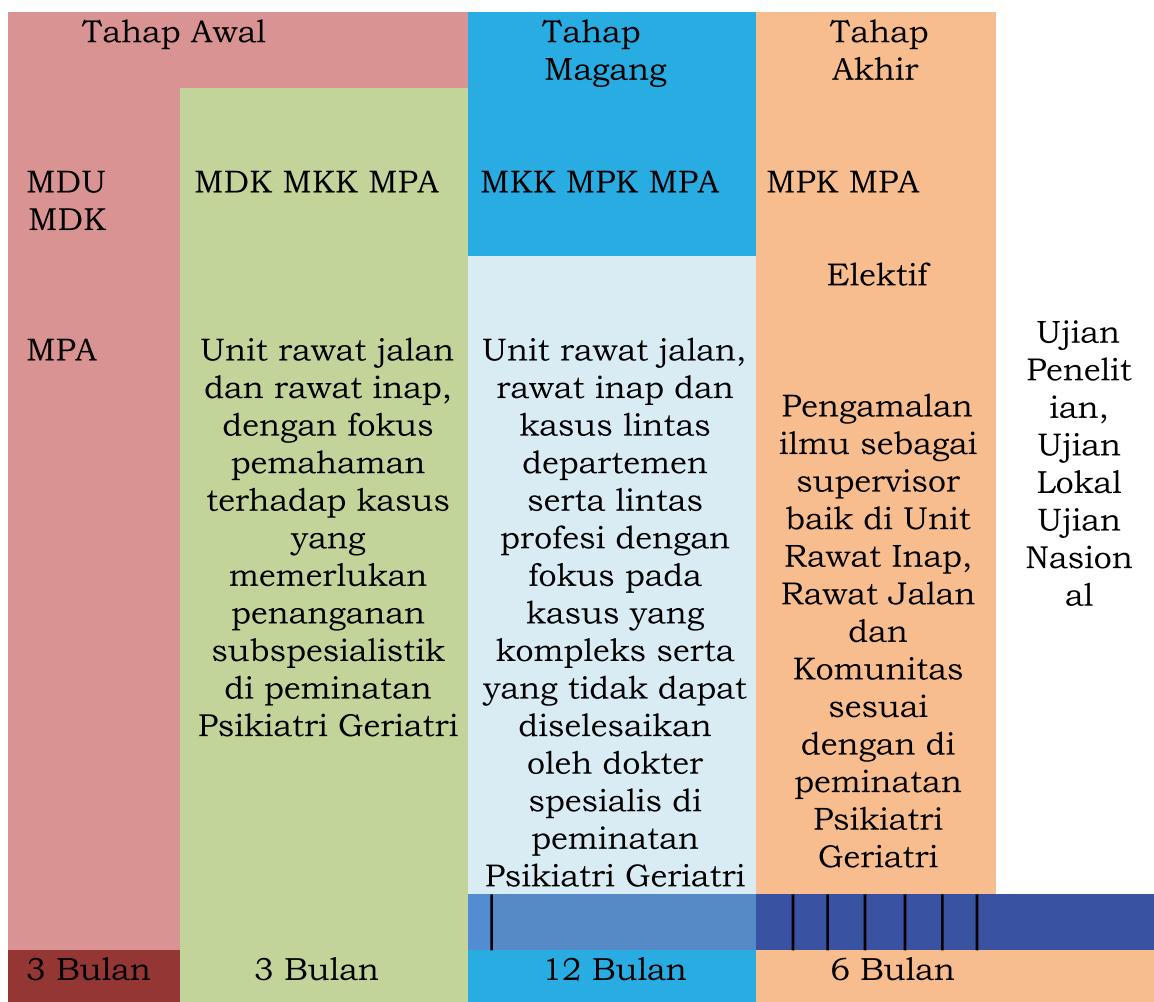 Tahap Awal
MDU
MDK
MPA
3 Bulan
MDK MKK MPA
Unit rawat jalan
dan rawat inap,
dengan fokus
pemahaman
terhadap kasus
yang
memerlukan
penanganan
subspesialistik
di peminatan
Psikiatri Geriatri
3 Bulan
Tahap
Magang
MKK MPK MPA
Unit rawat jalan,
rawat inap dan
kasus lintas
departemen
serta lintas
profesi dengan
fokus pada
kasus yang
kompleks serta
yang tidak dapat
diselesaikan
oleh dokter
spesialis di
peminatan
Psikiatri Geriatri
12 Bulan
Tahap
Akhir
MPK MPA
Elektif
Pengamalan
ilmu sebagai
supervisor
baik di Unit
Rawat Inap,
Rawat Jalan
dan
Komunitas
sesuai
dengan di
peminatan
Psikiatri
Geriatri
6 Bulan
Ujian
Penelit
ian,
Ujian
Lokal
Ujian
Nasion
al